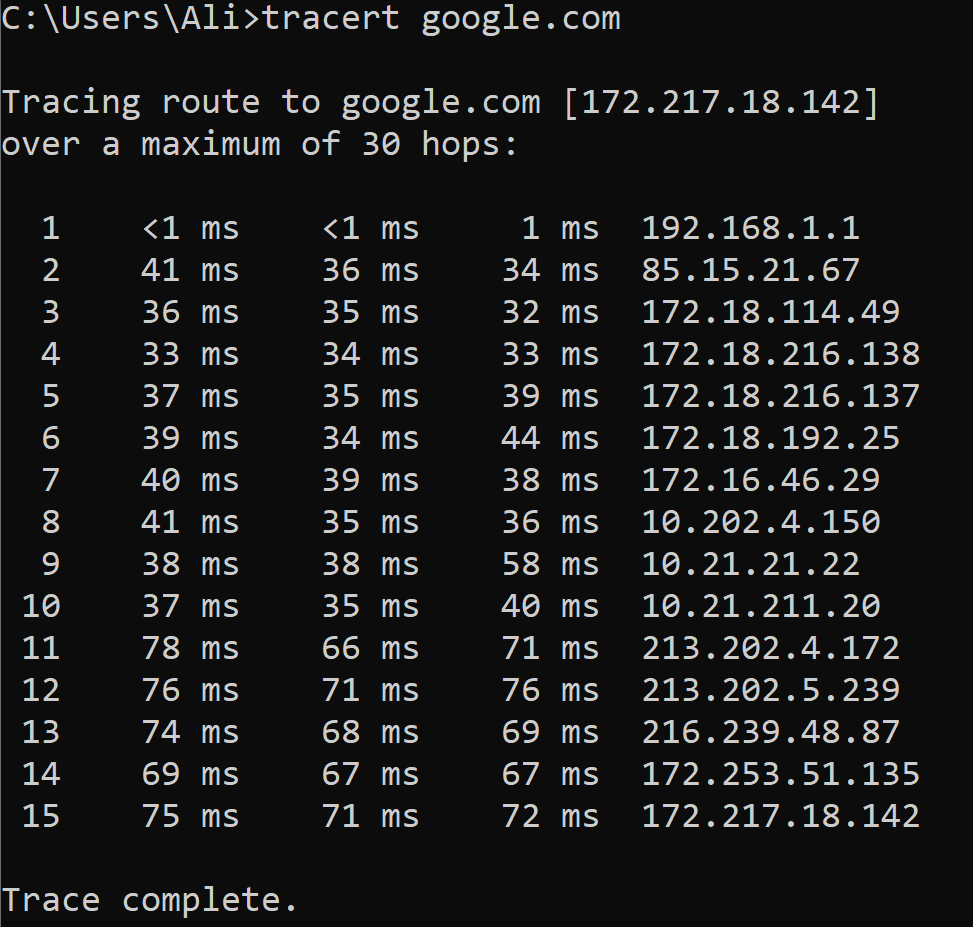 C:\Users\Ali>tracert google.com
Tracing route to google.com [172.217.18.142]
over a maximum of 30 hops:
1 <1 ms <1 ms 1 ms 192.168.1.1
2 41 ms 36 ms 34 ms 85.15.21.67
3 36 ms 35 ms 32 ms 172.18.114.49
4 33 ms 34 ms 33 ms 172.18.216.138
5 37 ms 35 ms 39 ms 172.18.216.137
6 39 ms 34 ms 44 ms 172.18.192.25
7 40 ms 39 ms 38 ms 172.16.46.29
8 41 ms 35 ms 36 ms 10.202.4.150
9 38 ms 38 ms 58 ms 10.21.21.22
10 37 ms 35 ms 40 ms 10.21.211.20
11 78 ms 66 ms 71 ms 213.202.4.172
12 76 ms 71 ms 76 ms 213.202.5.239
13 74 ms 68 ms 69 ms 216.239.48.87
14 69 ms 67 ms 67 ms 172.253.51.135
15 75 ms 71 ms 72 ms 172.217.18.142
Trace complete.